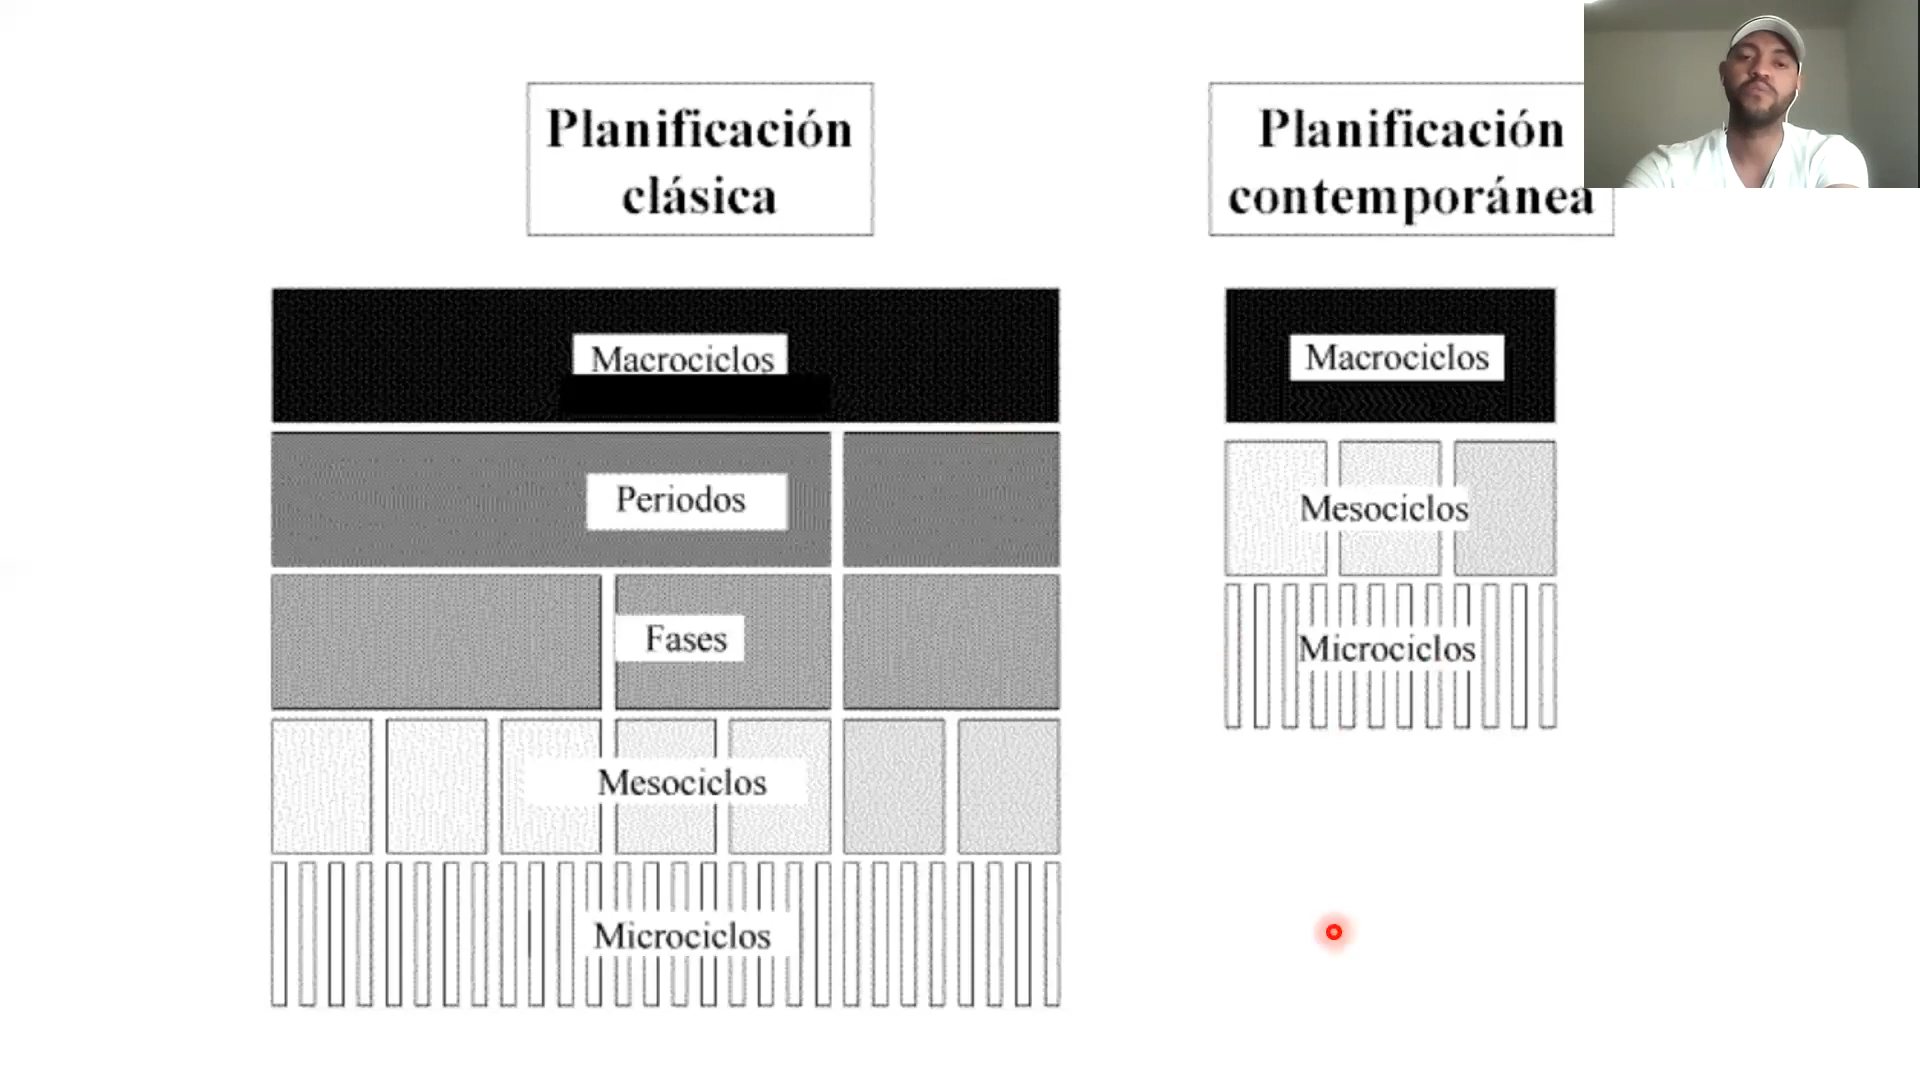 Planificación
clásica
Macrociclos
Periodos
Fases
Mesociclos
Microciclos
Planificación
contemporánea
Macrociclos
Mesociclos
Microciclos